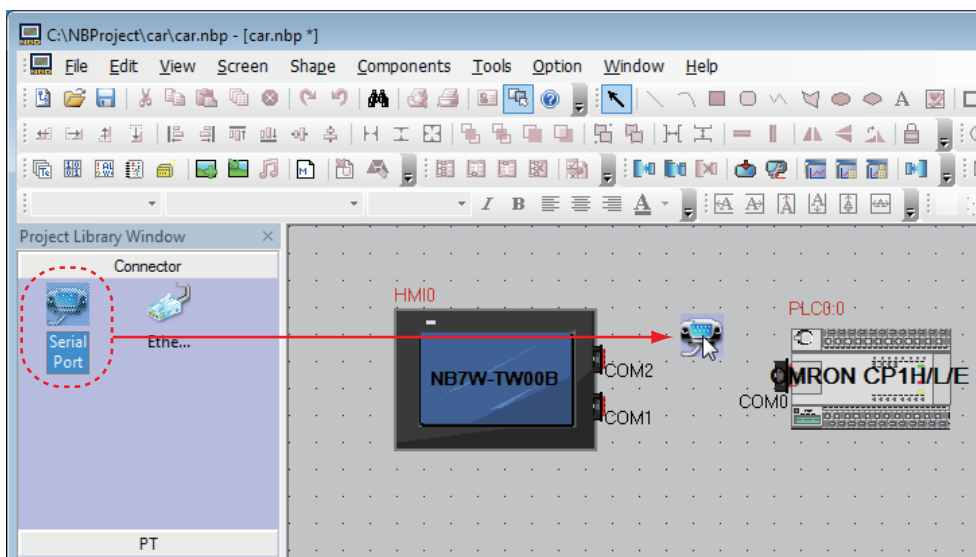 C:\NBProject\car\car.nbp - [car.nbp *]
File Edit View Screen Shape Components Tools Option Window Help
Project Library Window
Connector
Serial Port
Ethe...
PT
HMI0
NB7W-TW00B
COM2
COM1
PLC0:0
OMRON CP1H/L/E
COM0